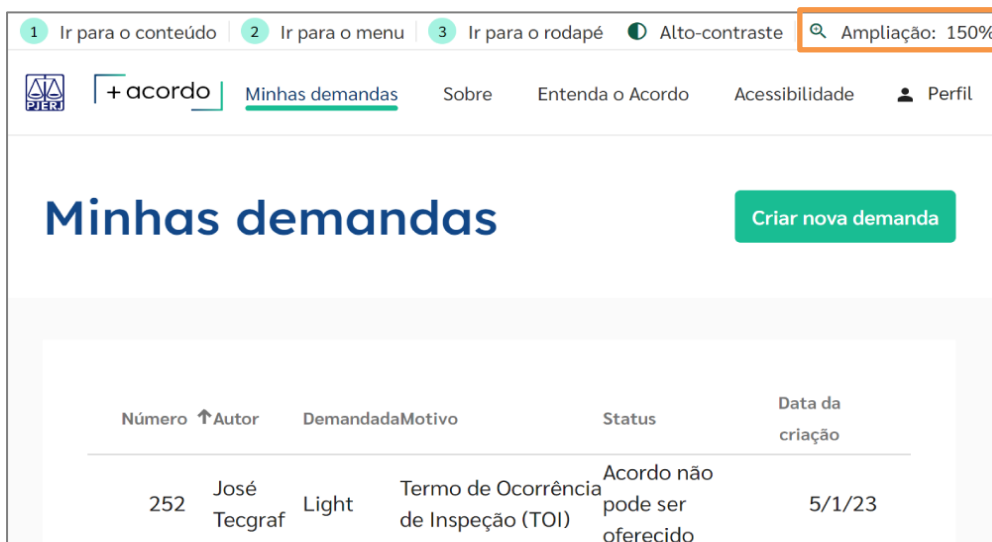 1 Ir para o conteúdo 2 Ir para o menu 3 Ir para o rodapé Alto-contraste Ampliação: 150%
PJERJ +acordo Minhas demandas Sobre Entenda o Acordo Acessibilidade Perfil
Minhas demandas
Criar nova demanda
Número Autor Demandada Motivo Status Data da criação
252
José
Tecgraf
Light
Termo de Ocorrência
de Inspeção (TOI)
Acordo não
pode ser
oferecido
5/1/23